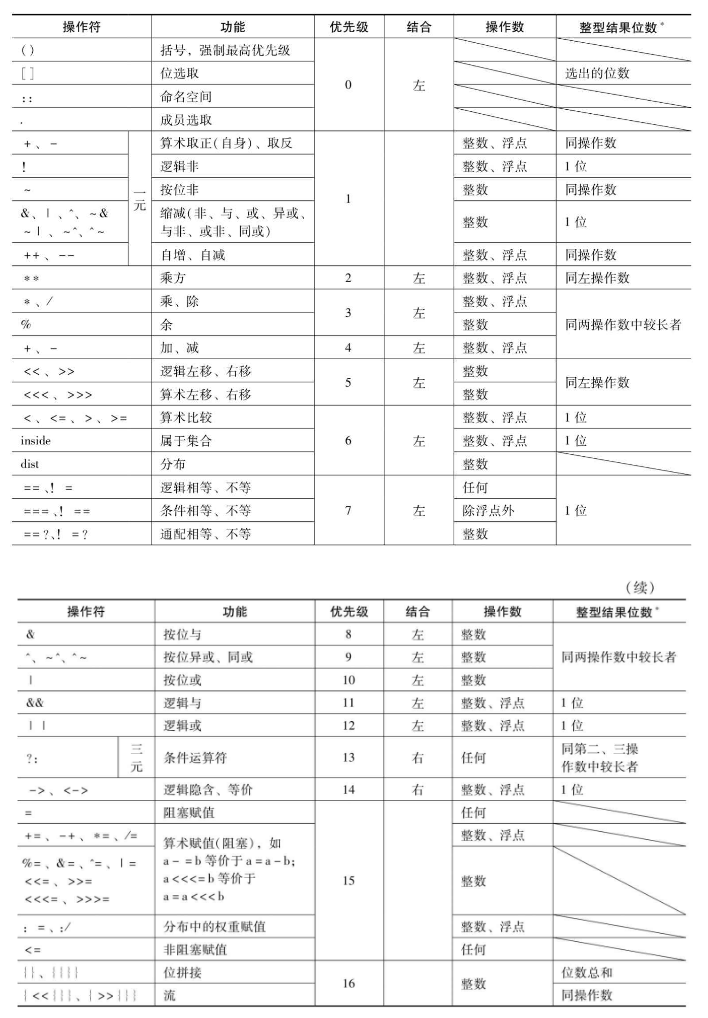 操作符 功能 优先级 结合 操作数 整型结果位数*
() 括号，强制最高优先级 0 左
[] 位选取 选出的位数
:: 命名空间
. 成员选取
+、- 一元 算术取正(自身)、取反 1 整数、浮点 同操作数
! 逻辑非 整数、浮点 1位
~ 按位非 整数 同操作数
&、|、^、~& 缩减(非、与、或、异或、 整数 1位
~|、~^、^~ 与非、或非、同或)
++、-- 自增、自减 整数、浮点 同操作数
** 乘方 2 左 整数、浮点 同左操作数
*、/ 乘、除 3 左 整数、浮点 同两操作数中较长者
% 余 整数
+、- 加、减 4 左 整数、浮点
<<、>> 逻辑左移、右移 5 左 整数 同左操作数
<<<、>>> 算术左移、右移 整数
<、<=、>、>= 算术比较 6 左 整数、浮点 1位
inside 属于集合 整数、浮点 1位
dist 分布 整数
==、! = 逻辑相等、不等 7 左 任何 1位
===、! == 条件相等、不等 除浮点外
==?、! =? 通配相等、不等 整数
（续）
操作符 功能 优先级 结合 操作数 整型结果位数*
& 按位与 8 左 整数 同两操作数中较长者
^、~^、^~ 按位异或、同或 9 左 整数
| 按位或 10 左 整数
&& 逻辑与 11 左 整数、浮点 1位
|| 逻辑或 12 左 整数、浮点 1位
?: 三元 条件运算符 13 右 任何 同第二、三操
作数中较长者
->、<-> 逻辑隐含、等价 14 右 整数、浮点 1位
= 阻塞赋值 15 任何
+=、-+、*=、/= 算术赋值(阻塞)，如 整数、浮点
%=、&=、^=、|= a-=b等价于a=a-b; 整数
<<=、>>= a<<<=b等价于
<<<=、>>>= a=a<<<b
: =、:/ 分布中的权重赋值 整数、浮点
<= 非阻塞赋值 任何
{}、{{}} 位拼接 16 整数 位数总和
{<<{}}、{>>{}} 流 同操作数